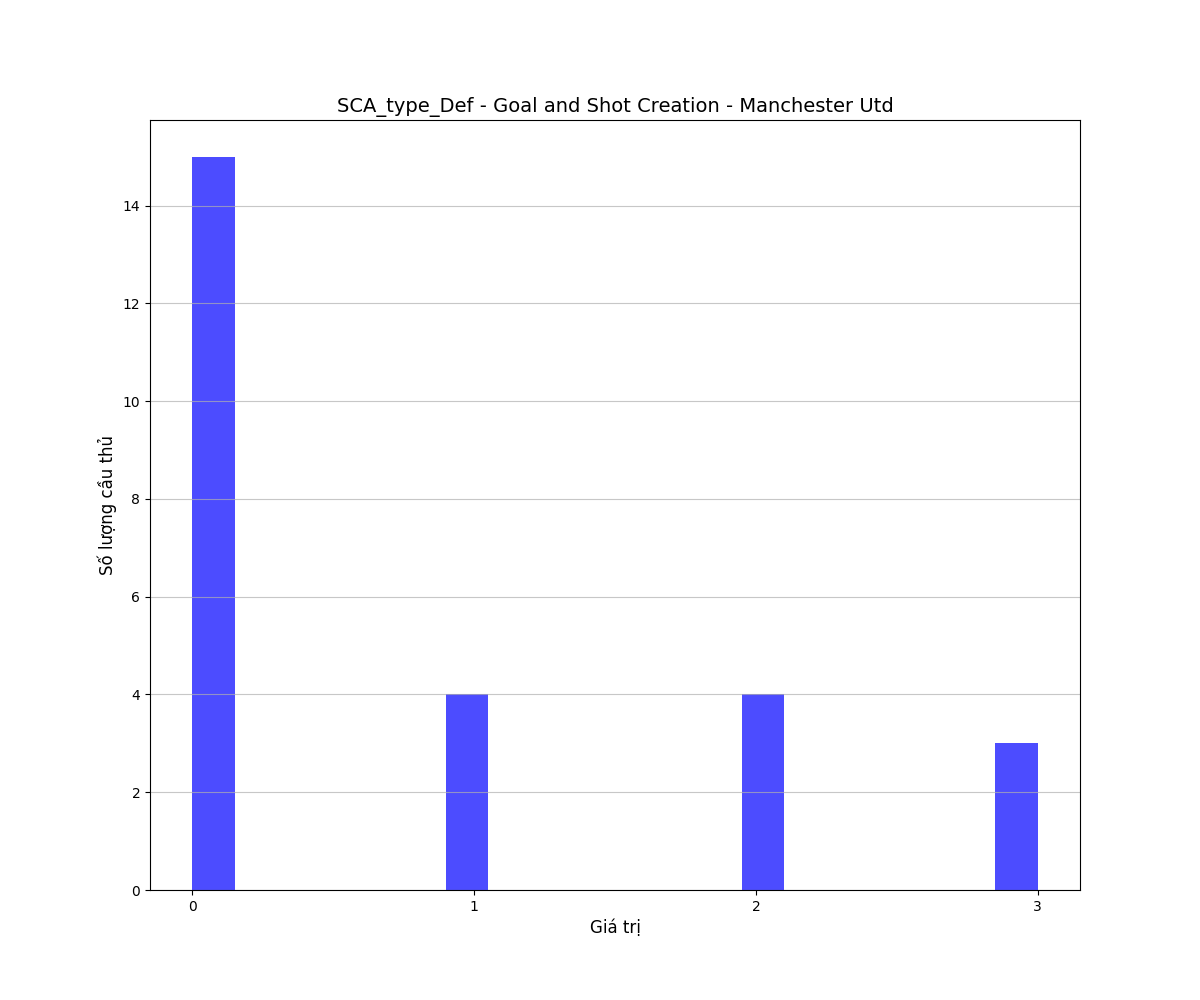 SCA_type_Def - Goal and Shot Creation - Manchester Utd
14
12
10
8
6
4
2
0
Số lượng cầu thủ
0 1 2 3
Giá trị